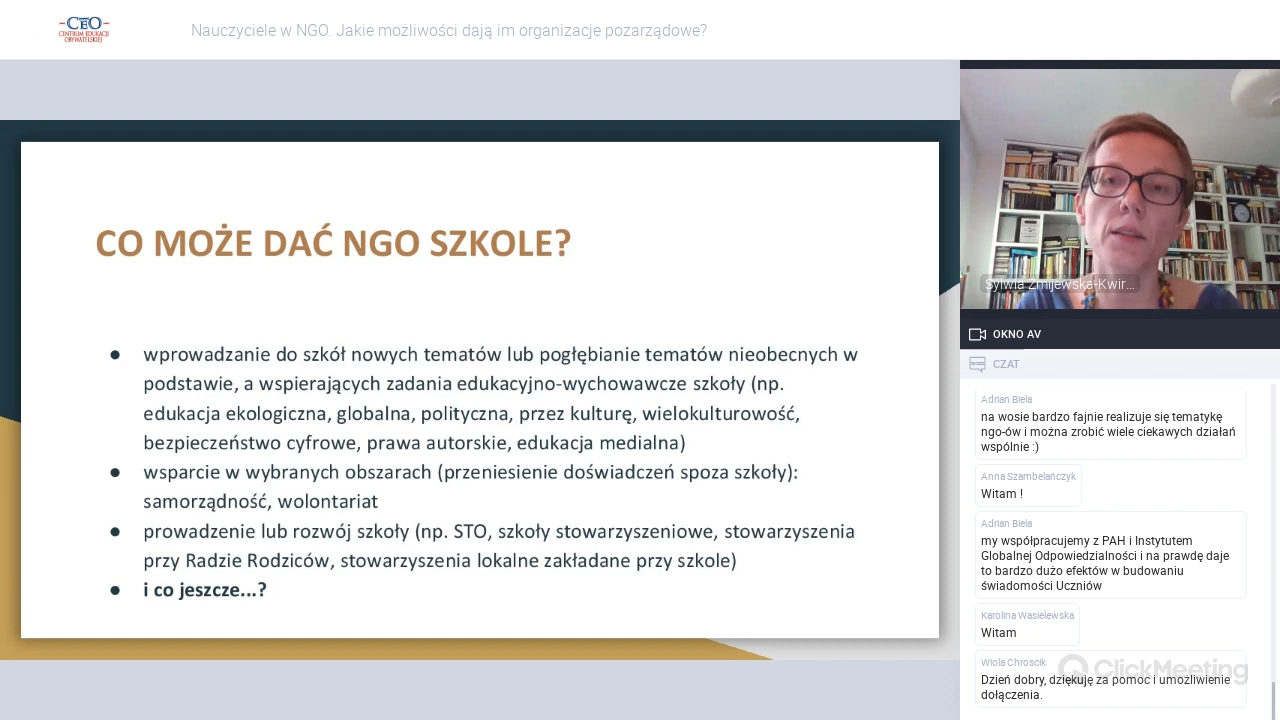 CEO
CENTRUM EDUKACJI
OBYWATELSKIEJ
Nauczyciele w NGO. Jakie możliwości dają im organizacje pozarządowe?
CO MOŻE DAĆ NGO SZKOLE?
● wprowadzanie do szkół nowych tematów lub pogłębianie tematów nieobecnych w
podstawie, a wspierających zadania edukacyjno-wychowawcze szkoły (np.
edukacja ekologiczna, globalna, polityczna, przez kulturę, wielokulturowość,
bezpieczeństwo cyfrowe, prawa autorskie, edukacja medialna)
● wsparcie w wybranych obszarach (przeniesienie doświadczeń spoza szkoły):
samorządność, wolontariat
● prowadzenie lub rozwój szkoły (np. STO, szkoły stowarzyszeniowe, stowarzyszenia
przy Radzie Rodziców, stowarzyszenia lokalne zakładane przy szkole)
● i co jeszcze...?
Sylwia Żmijewska-Kwir...
OKNO AV
CZAT
Adrian Biela
na wosie bardzo fajnie realizuje się tematykę
ngo-ów i można zrobić wiele ciekawych działań
wspólnie :)
Anna Szambelańczyk
Witam !
Adrian Biela
my współpracujemy z PAH i Instytutem
Globalnej Odpowiedzialności i na prawdę daje
to bardzo dużo efektów w budowaniu
świadomości Uczniów
Karolina Wasielewska
Witam
Wiola Chroscik
Dzień dobry, dziękuję za pomoc i umożliwienie
dołączenia.
ClickMeeting